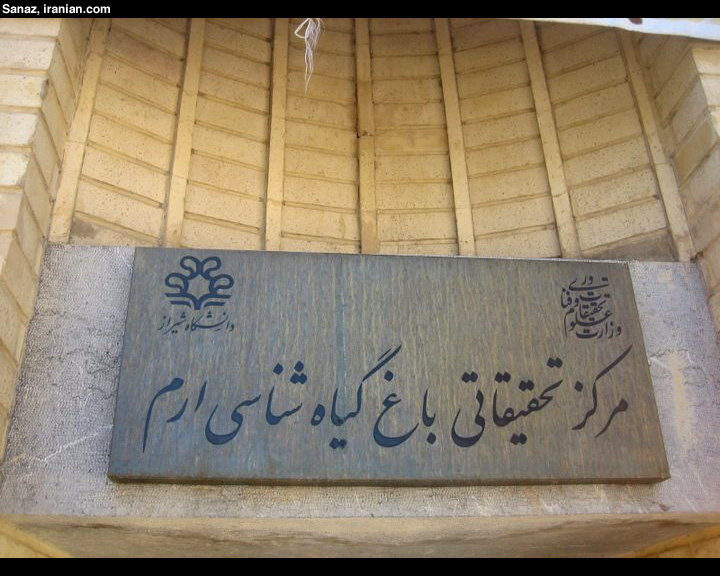 Sanaz, iranian.com
وزارت علوم تحقیقات و فناوری
دانشگاه شیراز
مرکز تحقیقاتی باغ گیاه شناسی ارم